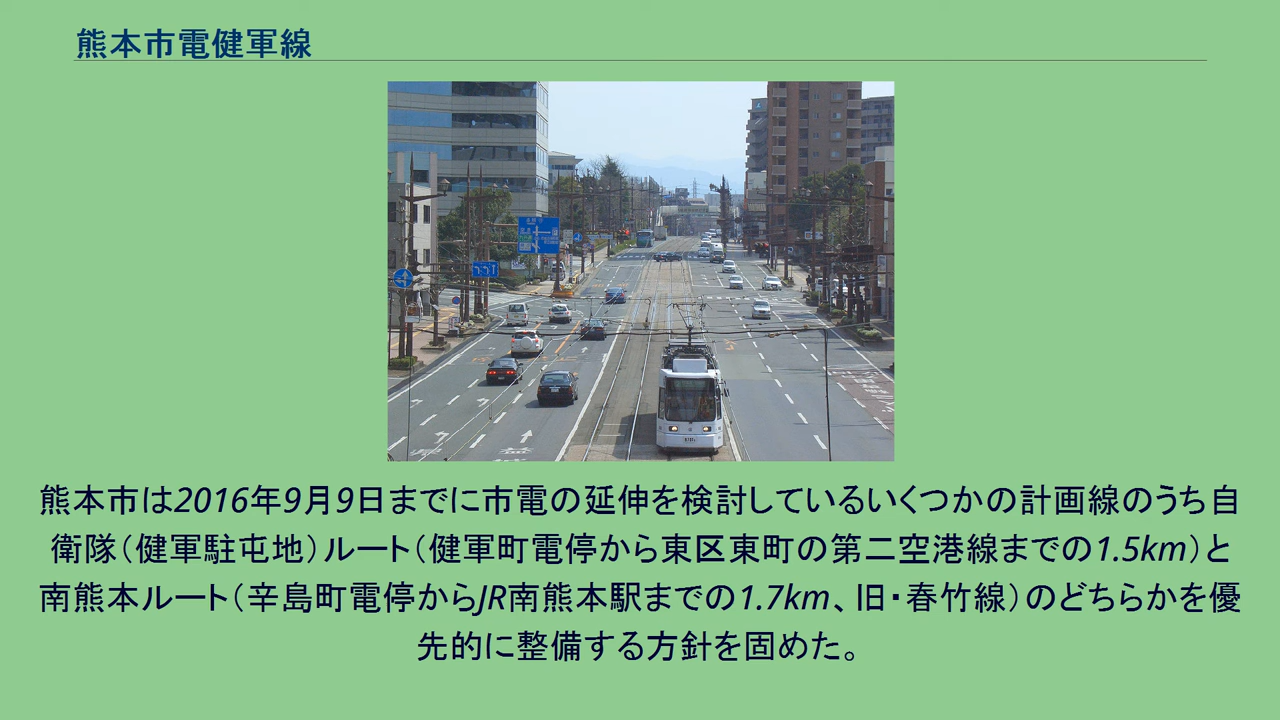 熊本市電健軍線
熊本市は2016年9月9日までに市電の延伸を検討しているいくつかの計画線のうち自
衛隊（健軍駐屯地）ルート（健軍町電停から東区東町の第二空港線までの1.5km）と
南熊本ルート（辛島町電停からJR南熊本駅までの1.7km、旧・春竹線）のどちらかを優
先的に整備する方針を固めた。